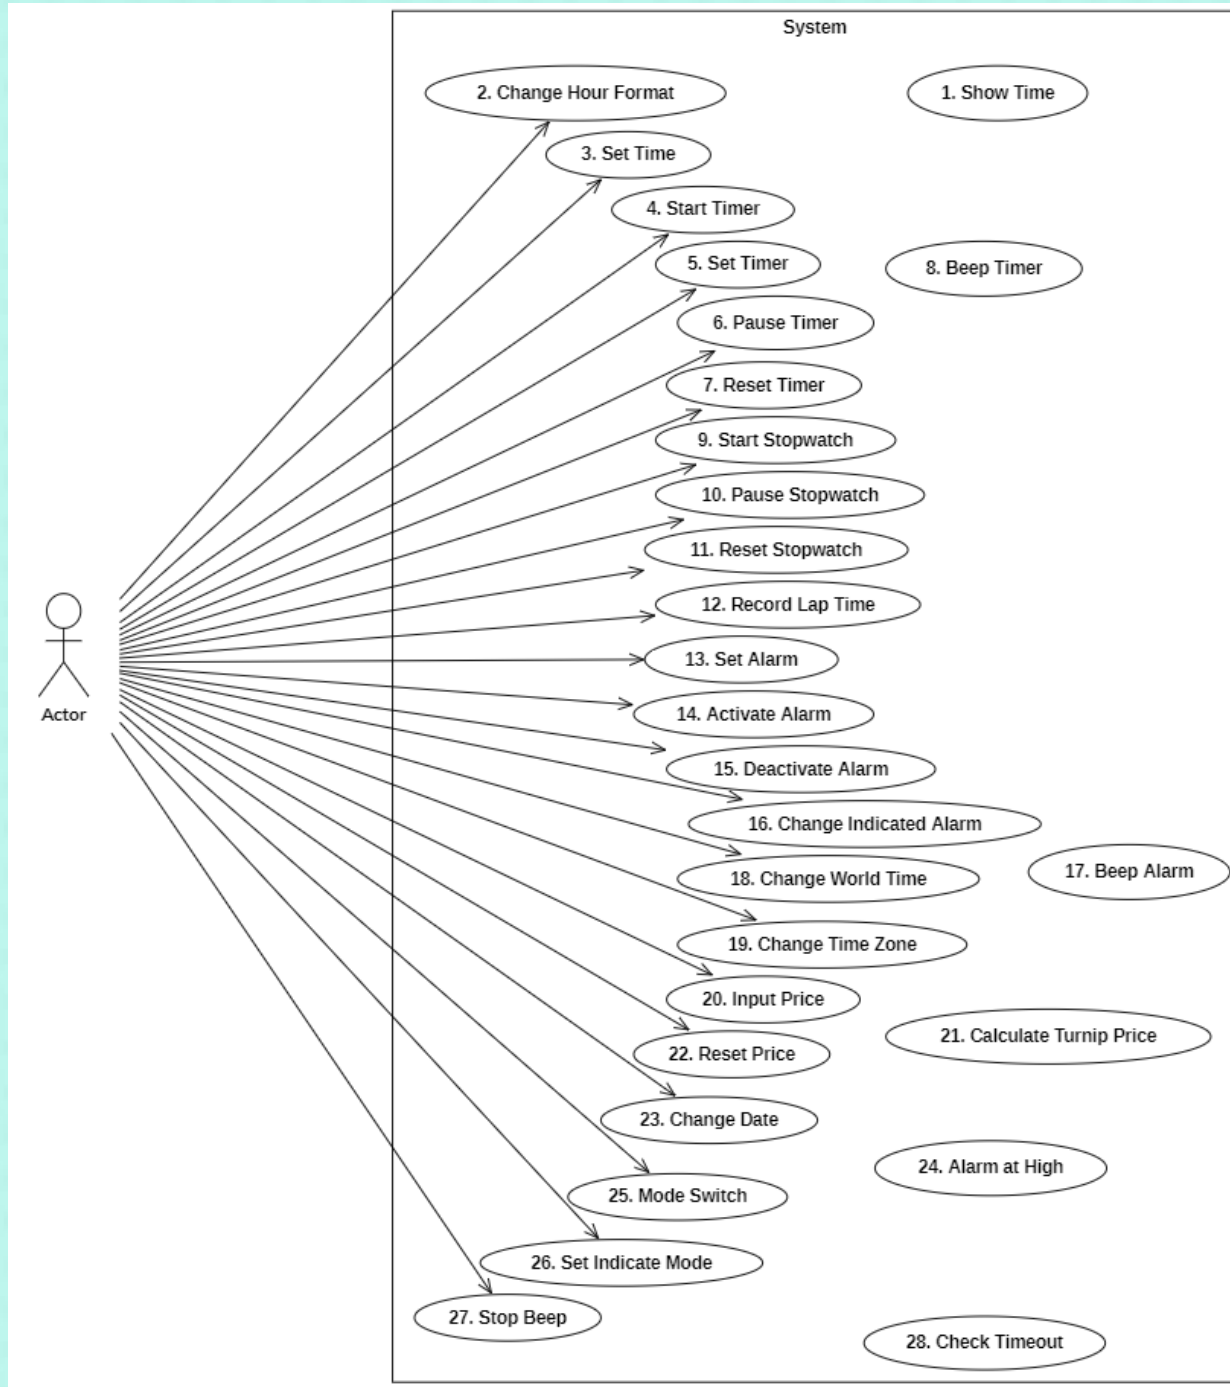 System
2. Change Hour Format
1. Show Time
3. Set Time
4. Start Timer
5. Set Timer
8. Beep Timer
6. Pause Timer
7. Reset Timer
9. Start Stopwatch
10. Pause Stopwatch
11. Reset Stopwatch
12. Record Lap Time
13. Set Alarm
Actor
14. Activate Alarm
15. Deactivate Alarm
16. Change Indicated Alarm
17. Beep Alarm
18. Change World Time
19. Change Time Zone
20. Input Price
21. Calculate Turnip Price
22. Reset Price
23. Change Date
24. Alarm at High
25. Mode Switch
26. Set Indicate Mode
27. Stop Beep
28. Check Timeout